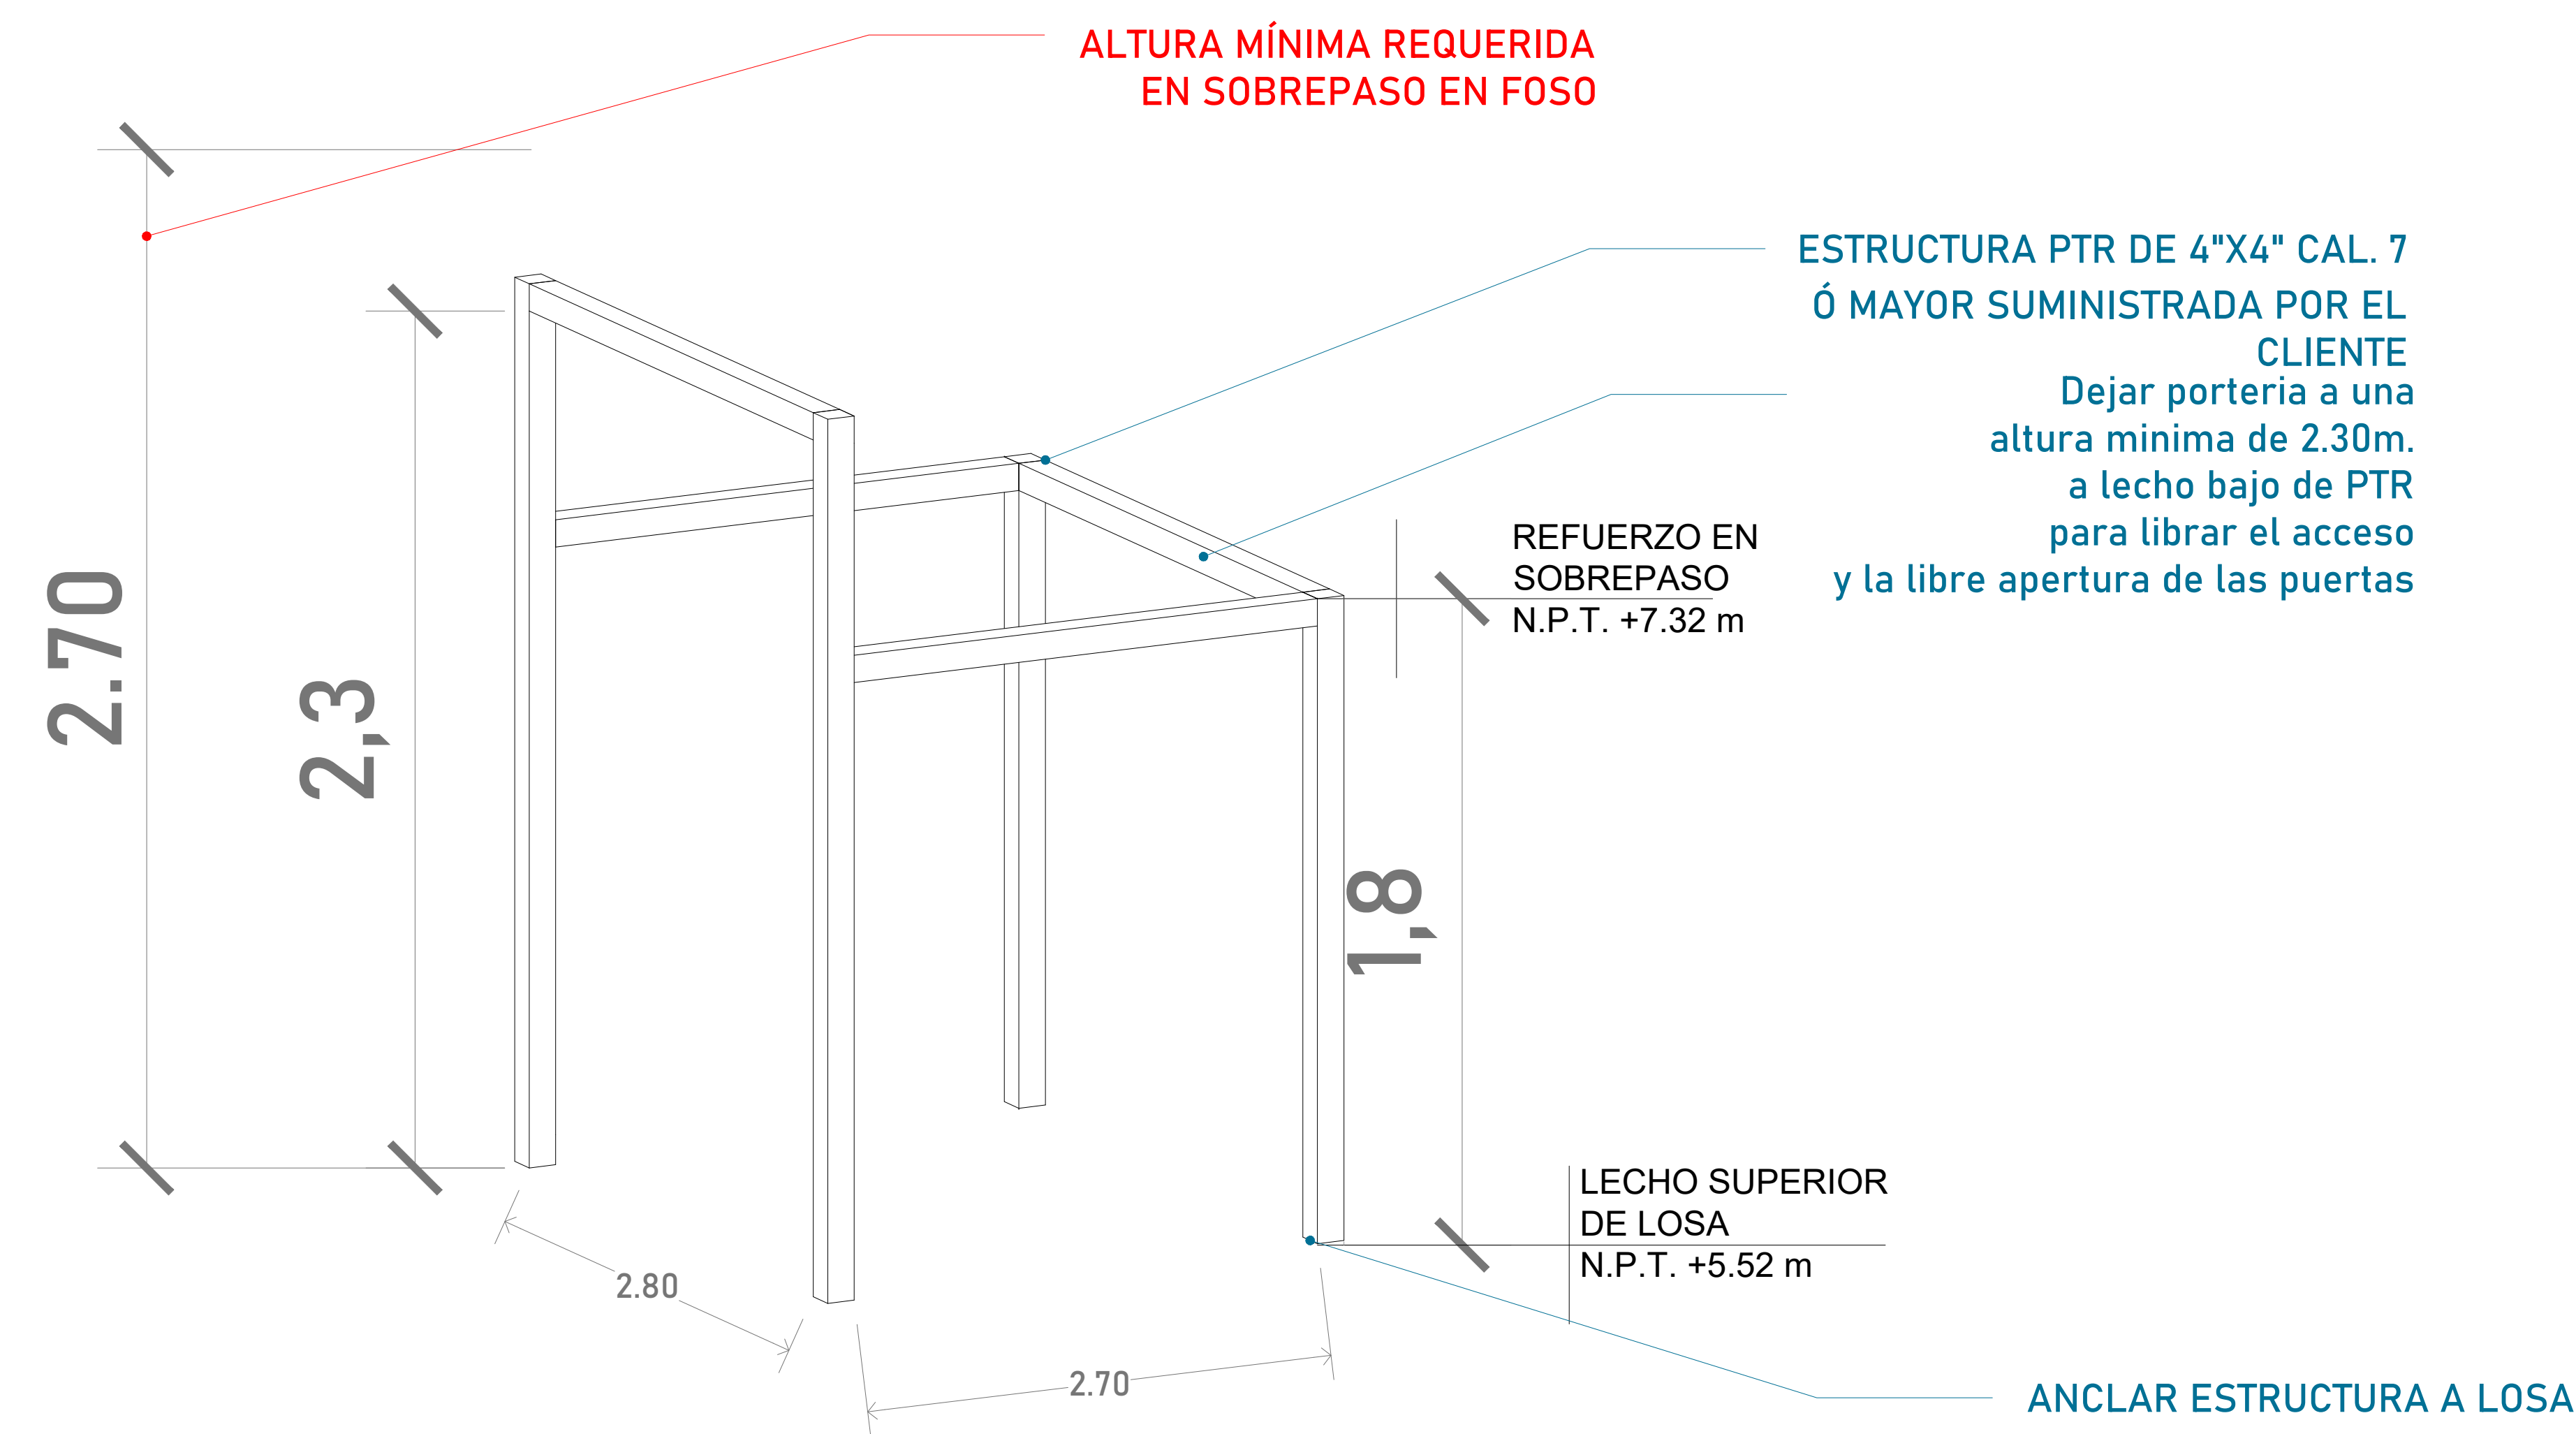 ALTURA MÍNIMA REQUERIDA
EN SOBREPASO EN FOSO
ESTRUCTURA PTR DE 4"X4" CAL. 7
Ó MAYOR SUMINISTRADA POR EL
CLIENTE
Dejar porteria a una
altura minima de 2.30m.
a lecho bajo de PTR
para librar el acceso
y la libre apertura de las puertas
REFUERZO EN
SOBREPASO
N.P.T. +7.32 m
2.70
2,3
1,8
LECHO SUPERIOR
DE LOSA
N.P.T. +5.52 m
2.80
2.70
ANCLAR ESTRUCTURA A LOSA